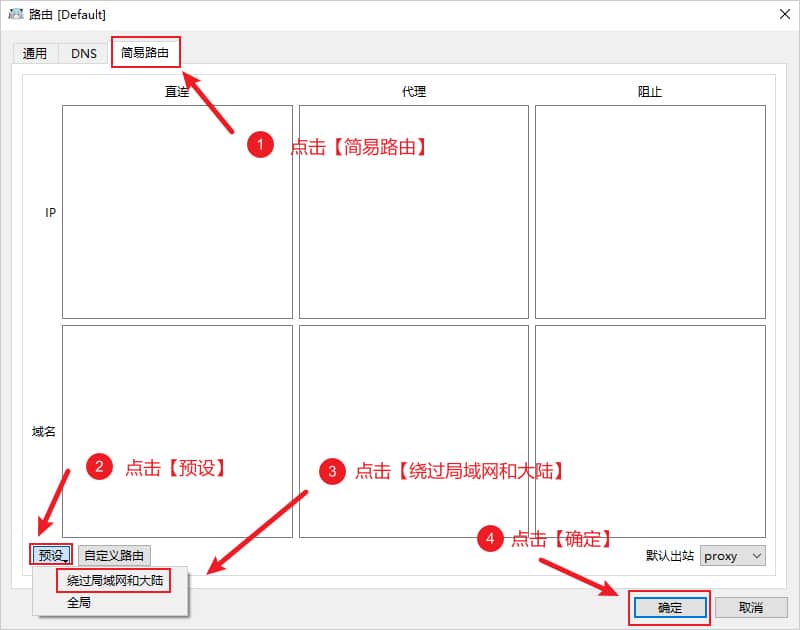 路由 [Default]
通用 DNS 简易路由
直连 代理 阻止
1 点击【简易路由】
IP
域名
2 点击【预设】
3 点击【绕过局域网和大陆】
4 点击【确定】
预设 自定义路由 默认出站 proxy
绕过局域网和大陆
全局
确定 取消